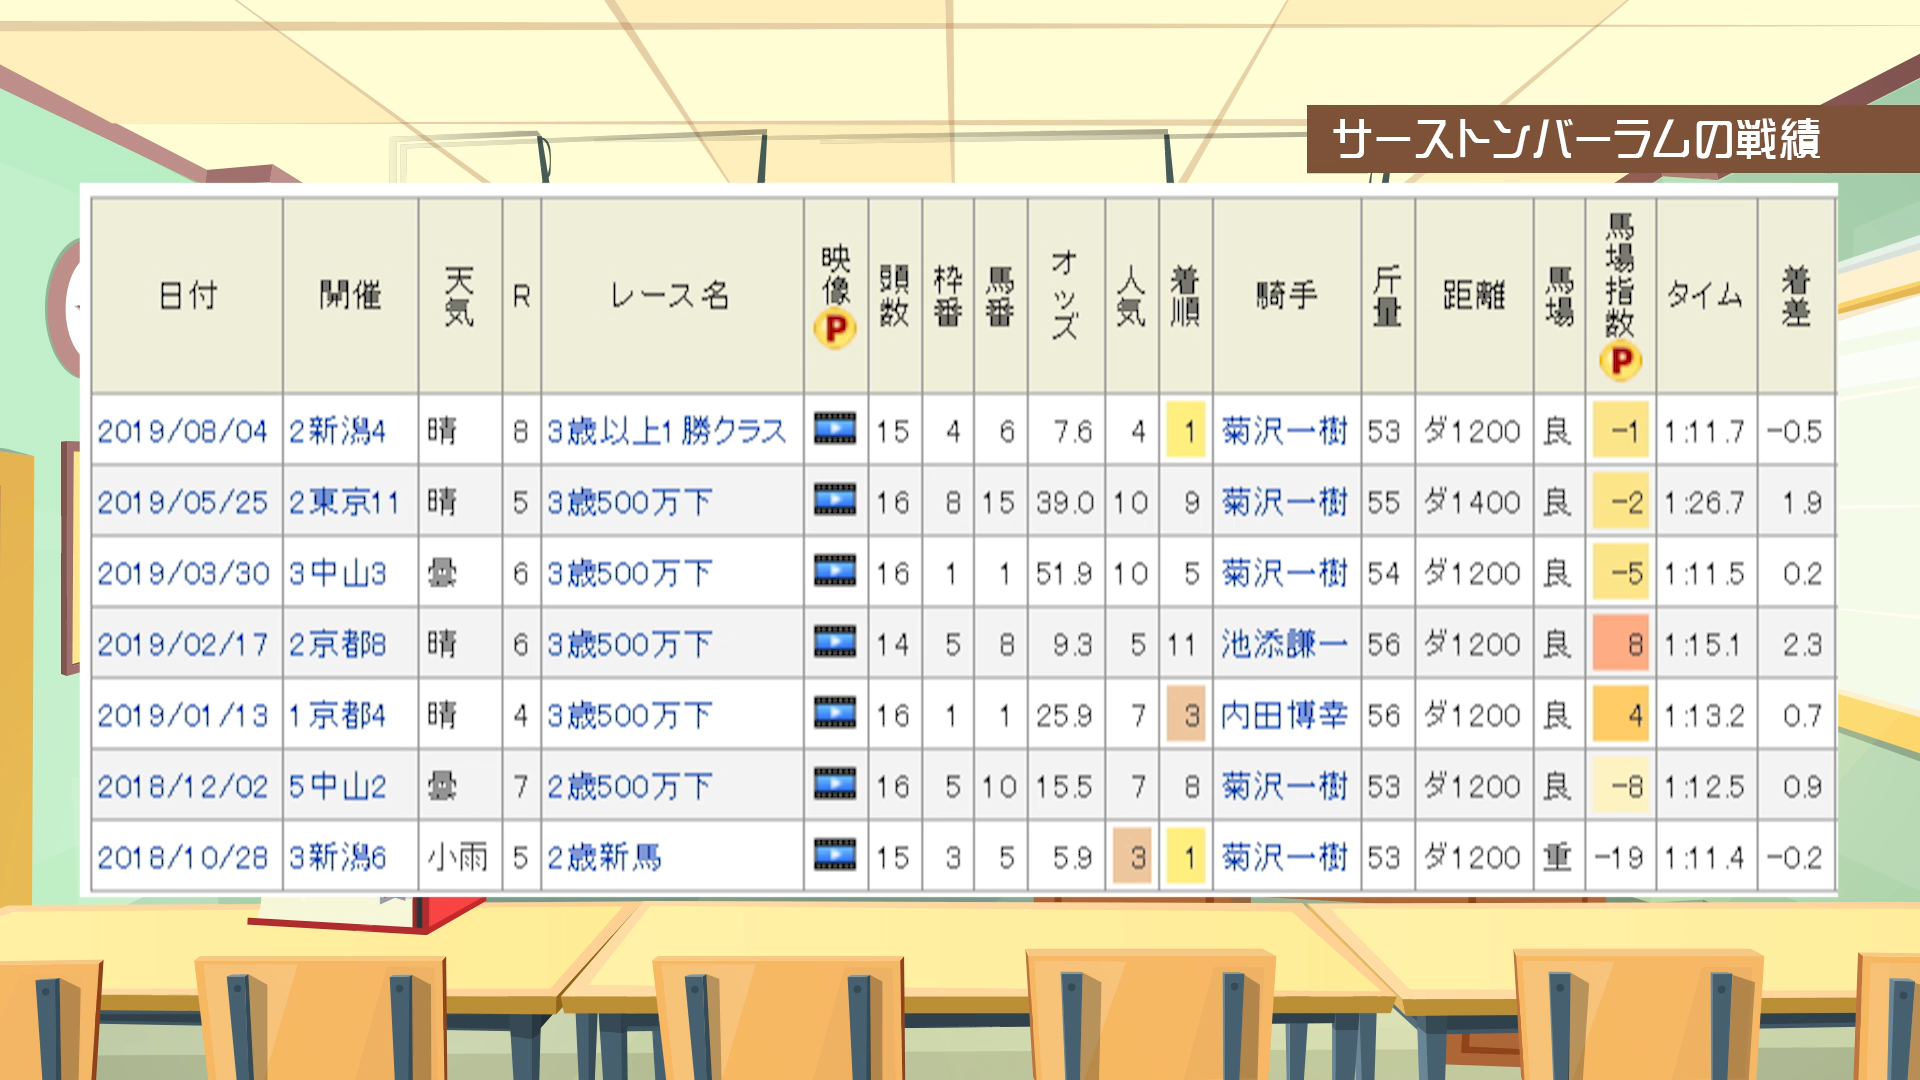 サーストンバーラムの戦績
日付 開催 天気 R レース名 映像 P 頭数 枠番 馬番 オッズ 人気 着順 騎手 斤量 距離 馬場 馬場指数 P タイム 着差
2019/08/04 2新潟4 晴 8 3歳以上1勝クラス 15 4 6 7.6 4 1 菊沢一樹 53 ダ1200 良 -1 1:11.7 -0.5
2019/05/25 2東京11 晴 5 3歳500万下 16 8 15 39.0 10 9 菊沢一樹 55 ダ1400 良 -2 1:26.7 1.9
2019/03/30 3中山3 曇 6 3歳500万下 16 1 1 51.9 10 5 菊沢一樹 54 ダ1200 良 -5 1:11.5 0.2
2019/02/17 2京都8 晴 6 3歳500万下 14 5 8 9.3 5 11 池添謙一 56 ダ1200 良 8 1:15.1 2.3
2019/01/13 1京都4 晴 4 3歳500万下 16 1 1 25.9 7 3 内田博幸 56 ダ1200 良 4 1:13.2 0.7
2018/12/02 5中山2 曇 7 2歳500万下 16 5 10 15.5 7 8 菊沢一樹 53 ダ1200 良 -8 1:12.5 0.9
2018/10/28 3新潟6 小雨 5 2歳新馬 15 3 5 5.9 3 1 菊沢一樹 53 ダ1200 重 -19 1:11.4 -0.2